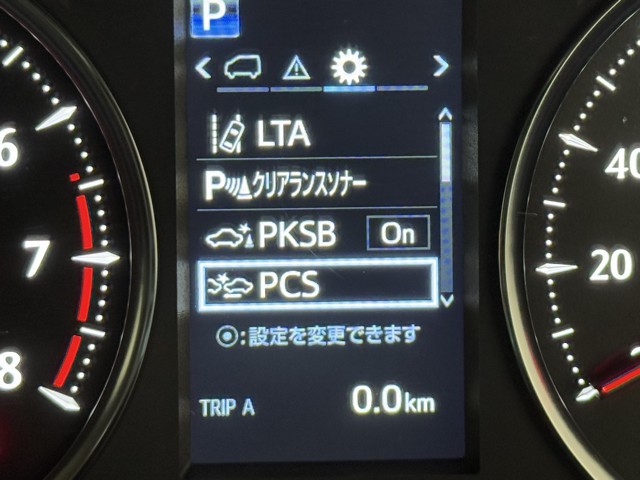 P
LTA
P クリアランスソナー
PKSB On
PCS
:設定を変更できます
TRIP A 0.0km
6
7
8
40
20